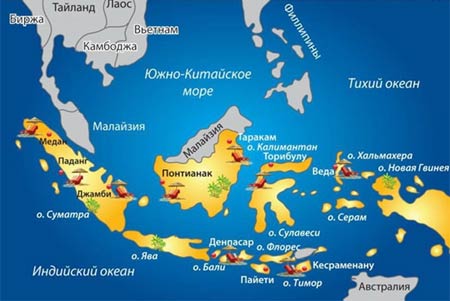 Таиланд
Лаос
Биржа
Вьетнам
Камбоджа
Филиппины
Южно-Китайское
море
Тихий океан
Малайзия
Малайзия
Медан
Таракам
о. Калимантан
Торибулу
о. Хальмахера
о. Новая Гвинея
Паданг
Понтианак
Веда
Джамби
о. Суматра
о. Сулавеси
о. Серам
Денпасар
о. Флорес
о. Ява
о. Бали
Кесраменану
Индийский океан
Пайети
о. Тимор
Австралия